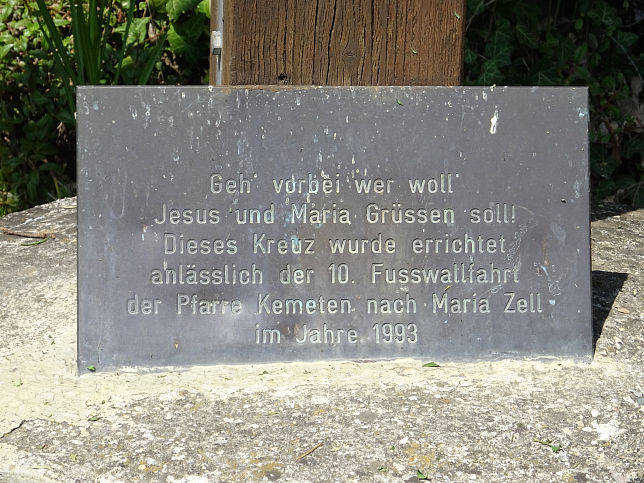 Geh' vorbei wer woll'
Jesus und Maria Grüssen soll!
Dieses Kreuz wurde errichtet
anlässlich der 10. Fusswallfahrt
der Pfarre Kemeten nach Maria Zell
im Jahre 1993